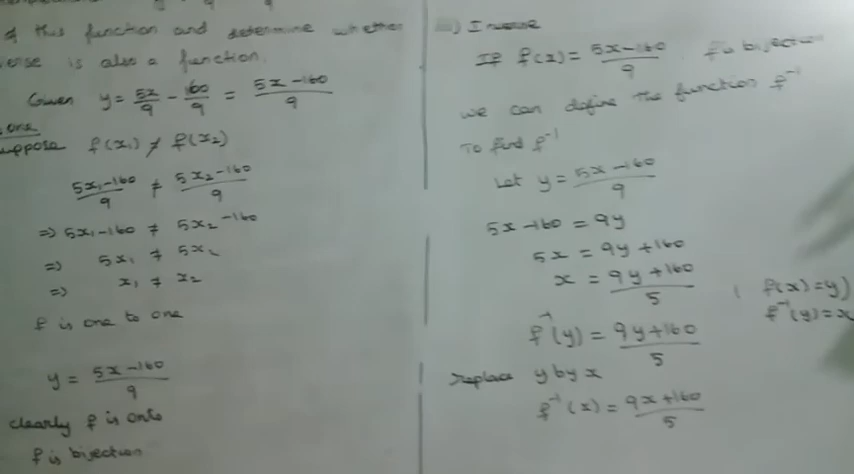 of this function and determine whether
is also a function.
Given y = 5x/9 - 160/9 = (5x-160)/9
one
suppose f(x₁) ≠ f(x₂)
(5x₁-160)/9 ≠ (5x₂-160)/9
⇒ 5x₁-160 ≠ 5x₂-160
⇒ 5x₁ ≠ 5x₂
⇒ x₁ ≠ x₂
f is one to one
y = (5x-160)/9
clearly f is onto
f is bijection
Inverse
If f(x) = (5x-160)/9 f is bijection
we can define the function f⁻¹
To find f⁻¹
Let y = (5x-160)/9
5x-160 = 9y
5x = 9y+160
x = (9y+160)/5
( f(x)=y)
f⁻¹(y) = (9y+160)/5 f⁻¹(y)=x
replace y by x
f⁻¹(x) = (9x+160)/5